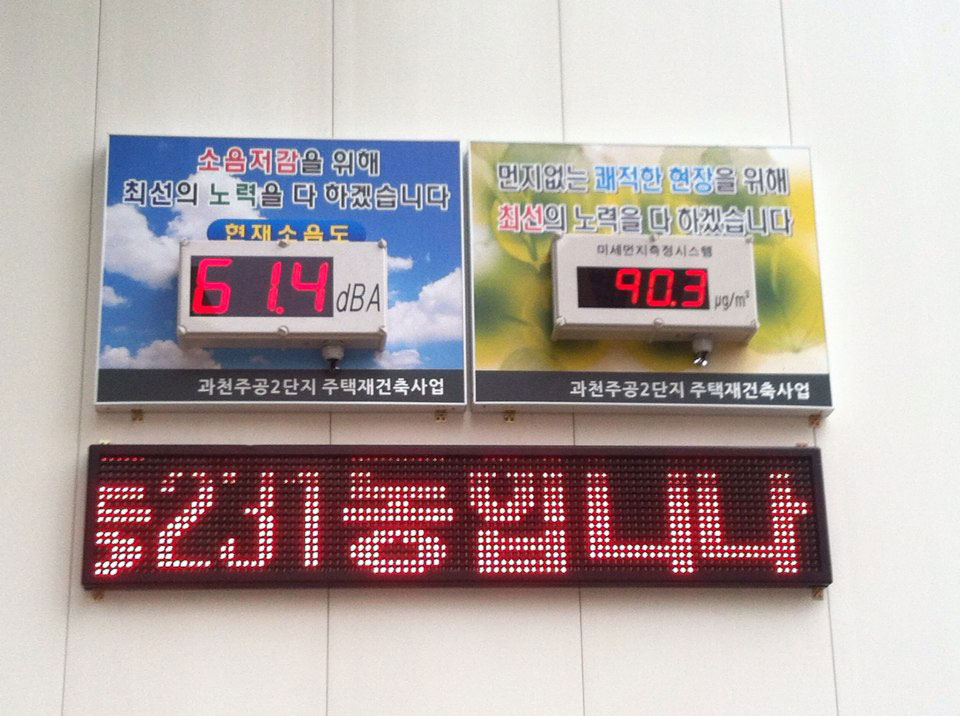 소음저감을 위해
최선의 노력을 다 하겠습니다
현재소음도
61.4 dBA
과천주공2단지 주택재건축사업
먼지없는 쾌적한 현장을 위해
최선의 노력을 다 하겠습니다
미세먼지측정시스템
90.3 µg/m³
과천주공2단지 주택재건축사업